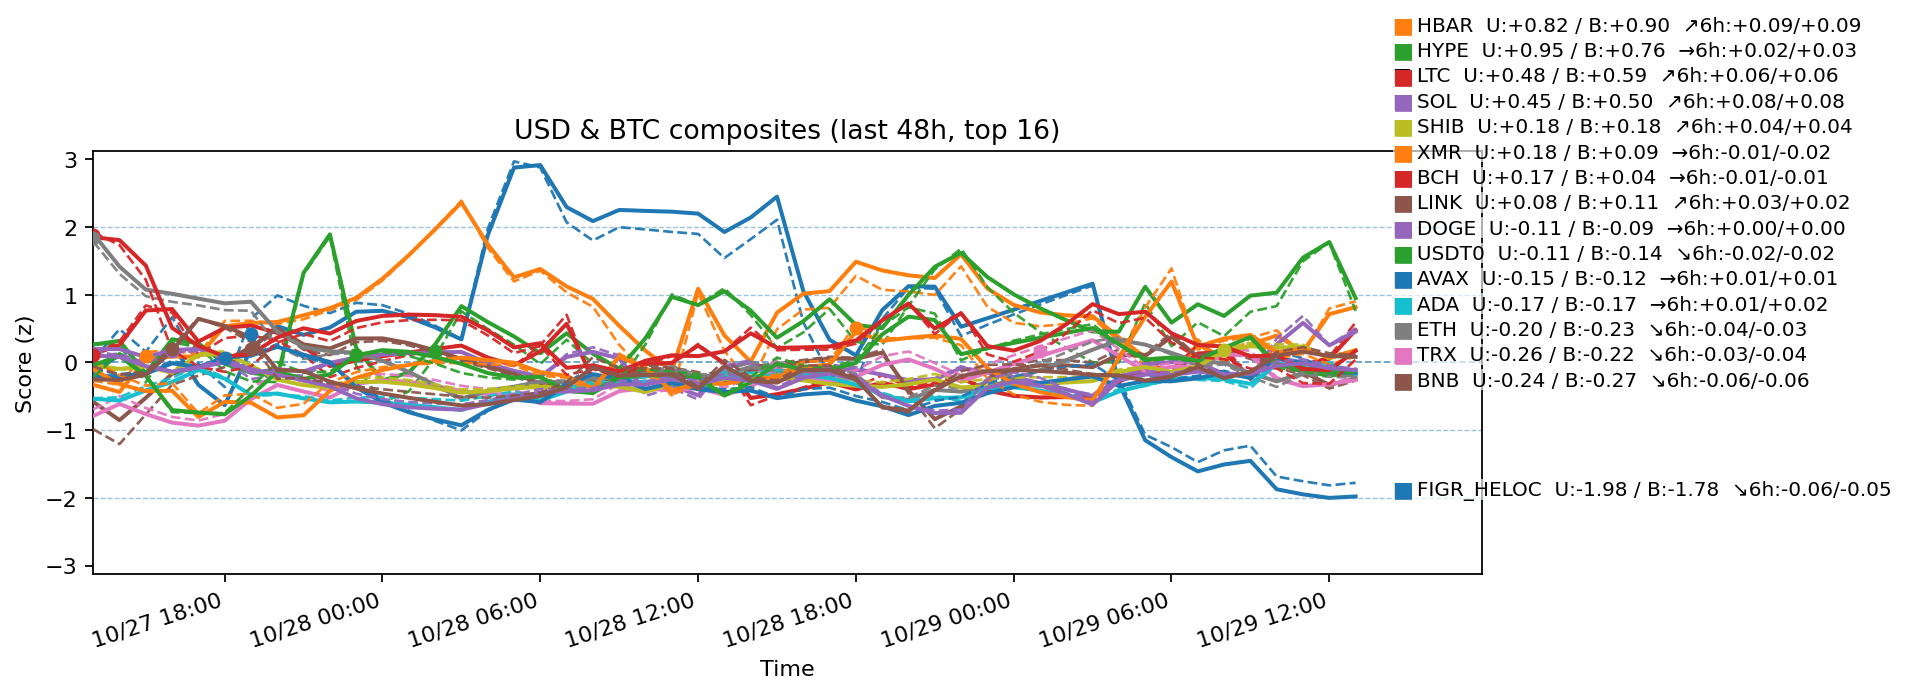 HBAR  U:+0.82 / B:+0.90  ↗6h:+0.09/+0.09
HYPE  U:+0.95 / B:+0.76  →6h:+0.02/+0.03
LTC  U:+0.48 / B:+0.59  ↗6h:+0.06/+0.06
SOL  U:+0.45 / B:+0.50  ↗6h:+0.08/+0.08
SHIB  U:+0.18 / B:+0.18  ↗6h:+0.04/+0.04
XMR  U:+0.18 / B:+0.09  →6h:-0.01/-0.02
BCH  U:+0.17 / B:+0.04  →6h:-0.01/-0.01
LINK  U:+0.08 / B:+0.11  ↗6h:+0.03/+0.02
DOGE  U:-0.11 / B:-0.09  →6h:+0.00/+0.00
USDT0  U:-0.11 / B:-0.14  ↘6h:-0.02/-0.02
AVAX  U:-0.15 / B:-0.12  →6h:+0.01/+0.01
ADA  U:-0.17 / B:-0.17  →6h:+0.01/+0.02
ETH  U:-0.20 / B:-0.23  ↘6h:-0.04/-0.03
TRX  U:-0.26 / B:-0.22  ↘6h:-0.03/-0.04
BNB  U:-0.24 / B:-0.27  ↘6h:-0.06/-0.06
FIGR_HELOC  U:-1.98 / B:-1.78  ↘6h:-0.06/-0.05
USD & BTC composites (last 48h, top 16)
Score (z)
3
2
1
0
−1
−2
−3
10/27 18:00
10/28 00:00
10/28 06:00
10/28 12:00
10/28 18:00
10/29 00:00
10/29 06:00
10/29 12:00
Time